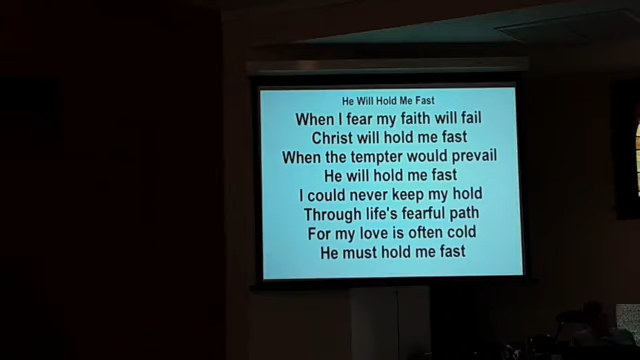 He Will Hold Me Fast
When I fear my faith will fail
Christ will hold me fast
When the tempter would prevail
He will hold me fast
I could never keep my hold
Through life's fearful path
For my love is often cold
He must hold me fast